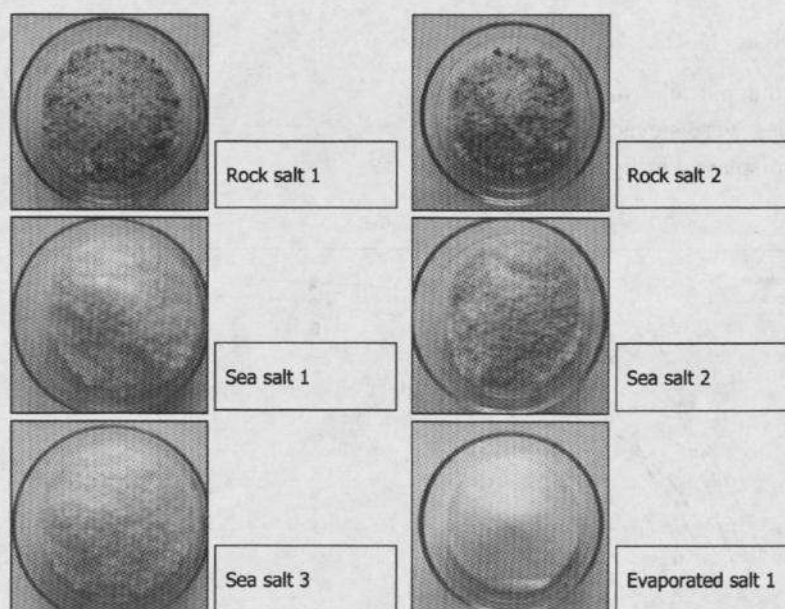 Rock salt 1
Rock salt 2
Sea salt 1
Sea salt 2
Sea salt 3
Evaporated salt 1